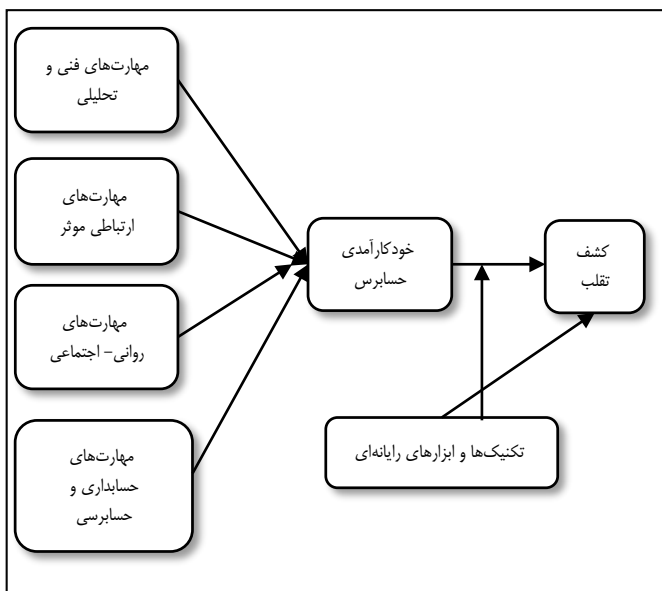 مهارت‌های فنی و
تحلیلی
مهارت‌های
ارتباطی موثر
مهارت‌های
روانی- اجتماعی
مهارت‌های
حسابداری و
حسابرسی
خودکارآمدی
حسابرس
کشف
تقلب
تکنیک‌ها و ابزارهای رایانه‌ای